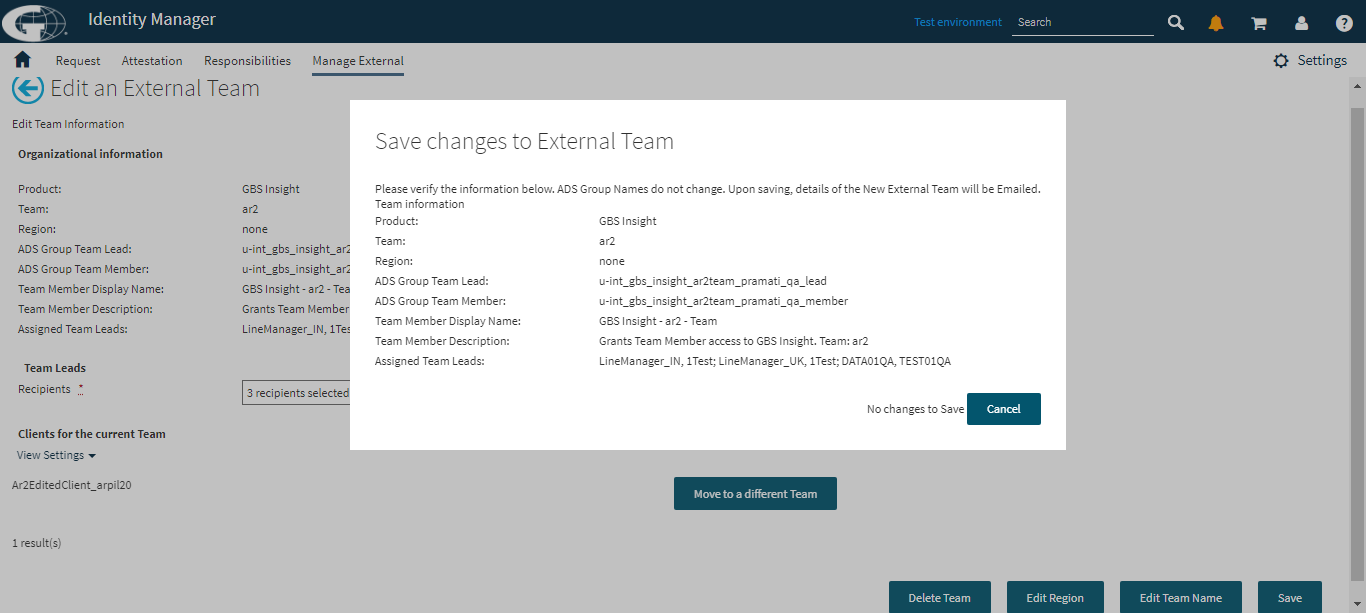 Identity Manager
Test environment
Search
Request Attestation Responsibilities Manage External
Settings
Edit an External Team
Edit Team Information
Organizational information
Product: GBS Insight
Team: ar2
Region: none
ADS Group Team Lead: u-int_gbs_insight_ar2
ADS Group Team Member: u-int_gbs_insight_ar2
Team Member Display Name: GBS Insight - ar2 - Tea
Team Member Description: Grants Team Member
Assigned Team Leads: LineManager_IN, 1Tes
Team Leads
Recipients * 3 recipients selected
Clients for the current Team
View Settings
Ar2EditedClient_arpil20
Move to a different Team
1 result(s)
Delete Team Edit Region Edit Team Name Save
Save changes to External Team
Please verify the information below. ADS Group Names do not change. Upon saving, details of the New External Team will be Emailed.
Team information
Product: GBS Insight
Team: ar2
Region: none
ADS Group Team Lead: u-int_gbs_insight_ar2team_pramati_qa_lead
ADS Group Team Member: u-int_gbs_insight_ar2team_pramati_qa_member
Team Member Display Name: GBS Insight - ar2 - Team
Team Member Description: Grants Team Member access to GBS Insight. Team: ar2
Assigned Team Leads: LineManager_IN, 1Test; LineManager_UK, 1Test; DATA01QA, TEST01QA
No changes to Save Cancel